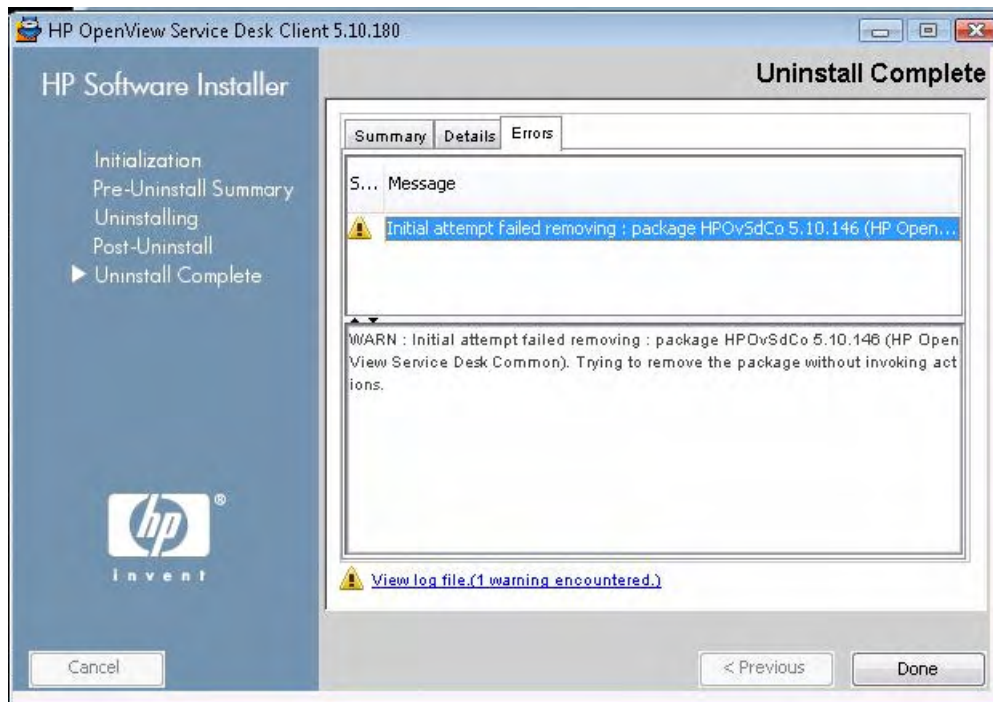 HP OpenView Service Desk Client 5.10.180
HP Software Installer
Initialization
Pre-Uninstall Summary
Uninstalling
Post-Uninstall
Uninstall Complete
hp
®
invent
Cancel
Uninstall Complete
Summary Details Errors
S... Message
Initial attempt failed removing : package HPOvSdCo 5.10.146 (HP Open...
WARN : Initial attempt failed removing : package HPOvSdCo 5.10.146 (HP Open
View Service Desk Common). Trying to remove the package without invoking act
ions.
View log file.(1 warning encountered.)
< Previous Done